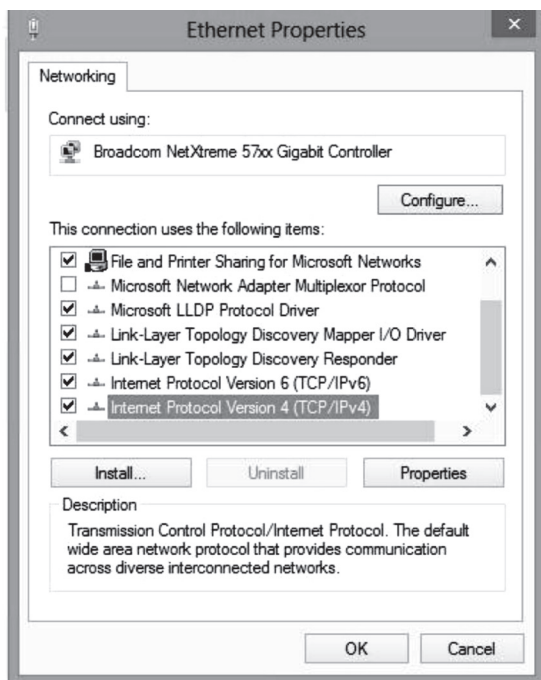 Ethernet Properties
Networking
Connect using:
Broadcom NetXtreme 57xx Gigabit Controller
Configure...
This connection uses the following items:
File and Printer Sharing for Microsoft Networks
Microsoft Network Adapter Multiplexor Protocol
Microsoft LLDP Protocol Driver
Link-Layer Topology Discovery Mapper I/O Driver
Link-Layer Topology Discovery Responder
Internet Protocol Version 6 (TCP/IPv6)
Internet Protocol Version 4 (TCP/IPv4)
Install...
Uninstall
Properties
Description
Transmission Control Protocol/Internet Protocol. The default
wide area network protocol that provides communication
across diverse interconnected networks.
OK
Cancel